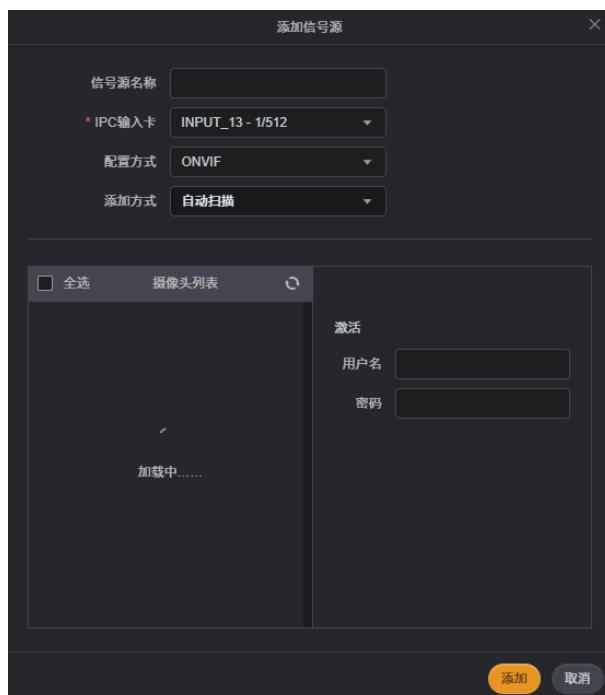 添加信号源
信号源名称
* IPC输入卡 INPUT_13 - 1/512
配置方式 ONVIF
添加方式 自动扫描
全选 摄像头列表
激活
用户名
密码
加载中......
添加 取消